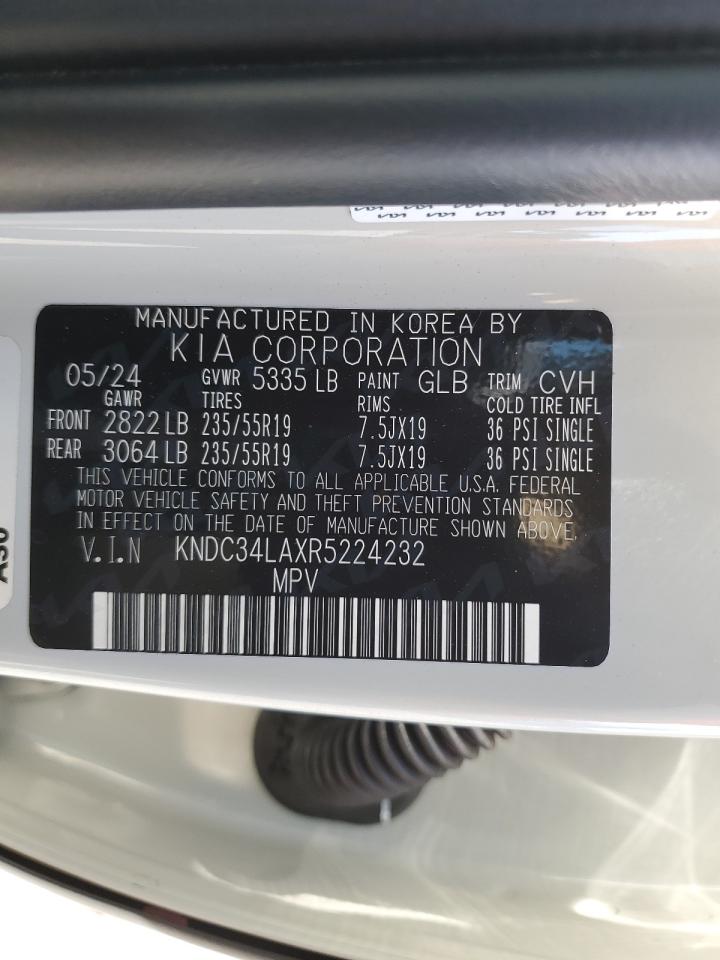 MANUFACTURED IN KOREA BY
KIA CORPORATION
05/24 GVWR 5335 LB PAINT GLB TRIM CVH
GAWR TIRES RIMS COLD TIRE INFL
FRONT 2822 LB 235/55R19 7.5JX19 36 PSI SINGLE
REAR 3064 LB 235/55R19 7.5JX19 36 PSI SINGLE
THIS VEHICLE CONFORMS TO ALL APPLICABLE U.S.A. FEDERAL
MOTOR VEHICLE SAFETY AND THEFT PREVENTION STANDARDS
IN EFFECT ON THE DATE OF MANUFACTURE SHOWN ABOVE.
V.I.N KNDC34LAXR5224232
MPV